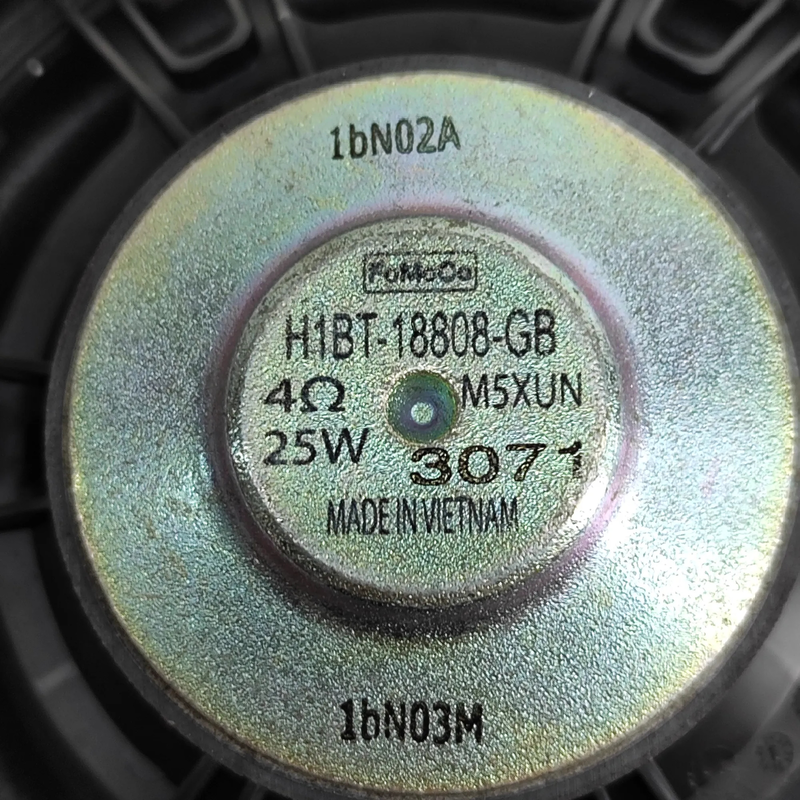 1bN02A
FoMoCo
H1BT-18808-GB
4Ω M5XUN
25W 3071
MADE IN VIETNAM
1bN03M